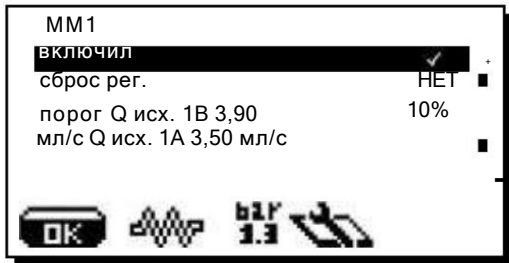 MM1
включил
сброс рег. НЕТ
порог Q исх. 1В 3,90 10%
мл/с Q исх. 1А 3,50 мл/с
OK bar
1.3